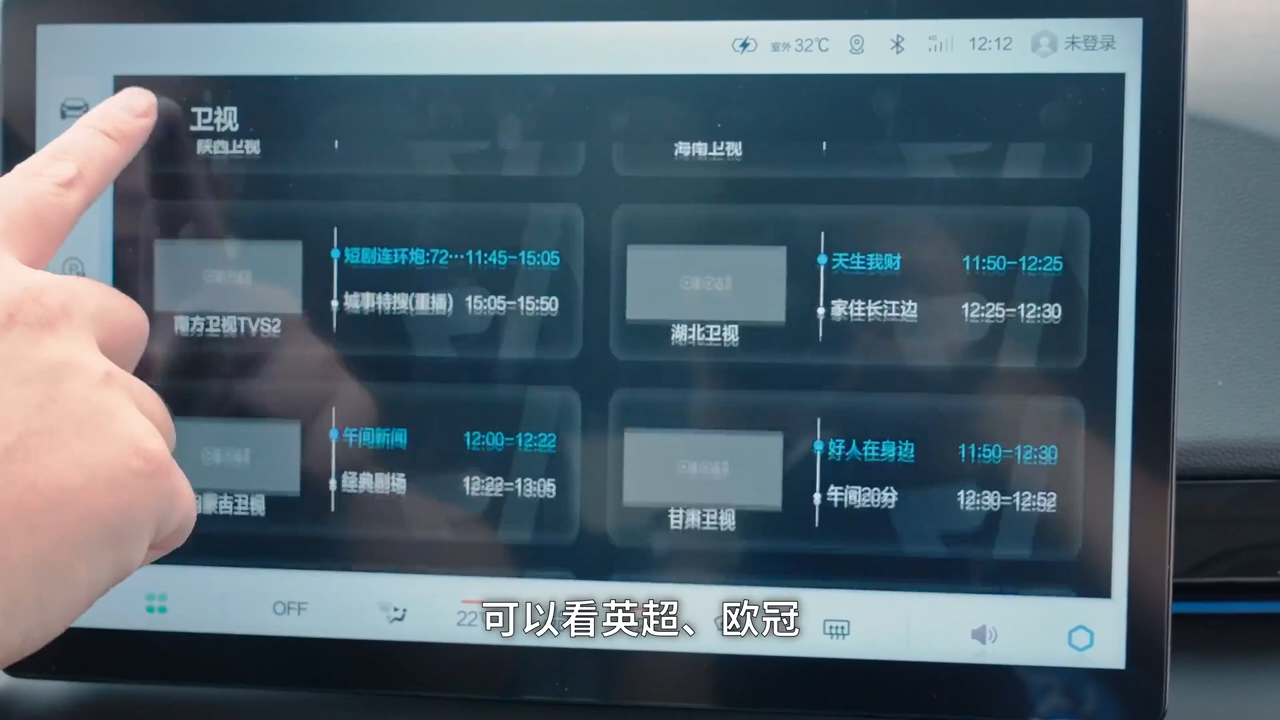 室外32℃ 12:12 未登录
卫视
陕西卫视
海南卫视
短剧连环炮:72…11:45-15:05
城事特搜(重播) 15:05-15:50
南方卫视TVS2
天生我财 11:50-12:25
家住长江边 12:25-12:30
湖北卫视
午间新闻 12:00-12:22
经典剧场 12:22-13:05
蒙古卫视
好人在身边 11:50-12:30
午间20分 12:30-12:52
甘肃卫视
OFF
22
可以看英超、欧冠